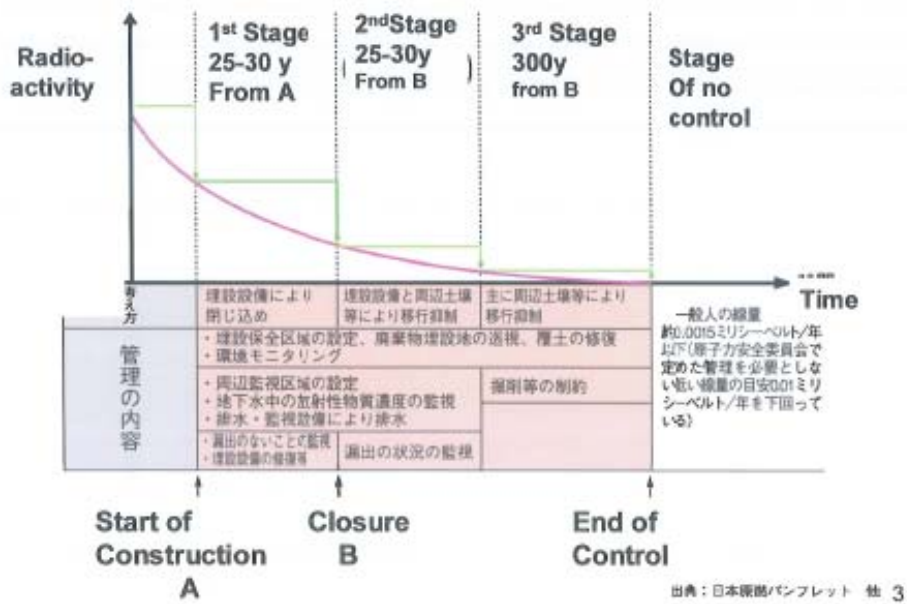 Radio-
activity
1st Stage
25-30 y
From A
2nd Stage
( 25-30y )
From B
3rd Stage
300y
from B
Stage
Of no
control
Time
考え方
埋設設備により
閉じ込め
埋設設備と周辺土壌
等により移行抑制
主に周辺土壌等により
移行抑制
管理の内容
・埋設保全区域の設定、廃棄物埋設地の巡視、覆土の修復
・環境モニタリング
・周辺監視区域の設定
・地下水中の放射性物質濃度の監視
・排水・監視設備により排水
掘削等の制約
・漏出のないことの監視
・埋設設備の修復等
漏出の状況の監視
一般人の線量
約0.0015ミリシーベルト/年
以下(原子力安全委員会で
定めた管理を必要としな
い低い線量の目安0.01ミリ
シーベルト/年を下回って
いる)
Start of
Construction
A
Closure
B
End of
Control
出典:日本原燃パンフレット 他 3